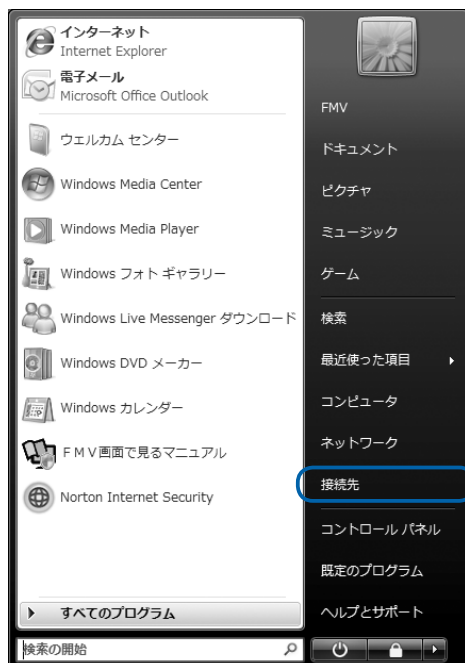 インターネット
Internet Explorer
電子メール
Microsoft Office Outlook
ウェルカム センター
Windows Media Center
Windows Media Player
Windows フォト ギャラリー
Windows Live Messenger ダウンロード
Windows DVD メーカー
Windows カレンダー
ＦＭＶ画面で見るマニュアル
Norton Internet Security
すべてのプログラム
検索の開始
FMV
ドキュメント
ピクチャ
ミュージック
ゲーム
検索
最近使った項目
コンピュータ
ネットワーク
接続先
コントロール パネル
既定のプログラム
ヘルプとサポート